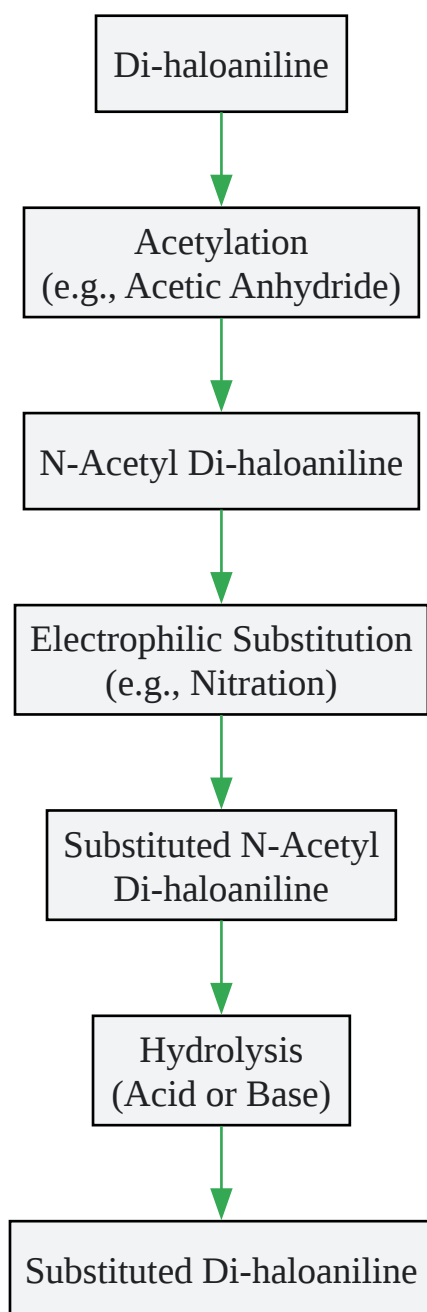 Di-haloaniline
Acetylation
(e.g., Acetic Anhydride)
N-Acetyl Di-haloaniline
Electrophilic Substitution
(e.g., Nitration)
Substituted N-Acetyl
Di-haloaniline
Hydrolysis
(Acid or Base)
Substituted Di-haloaniline